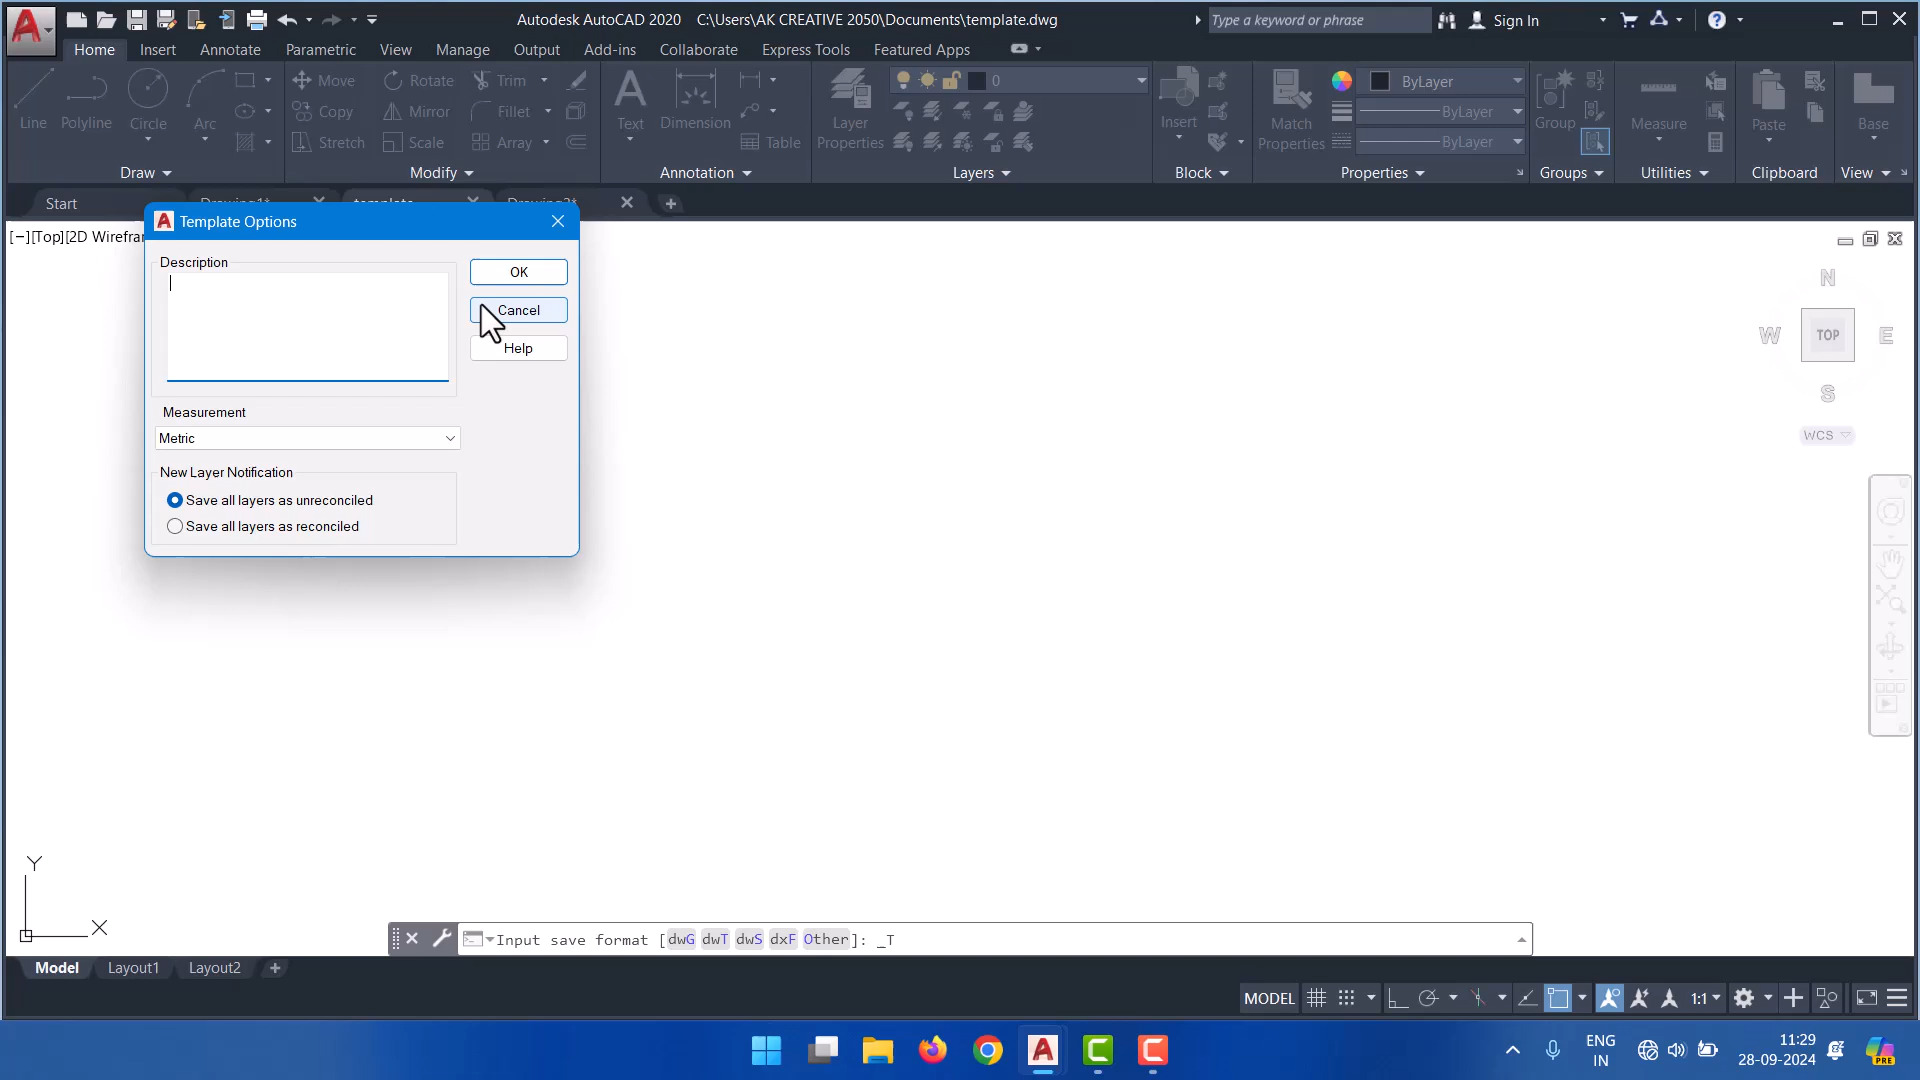 Autodesk AutoCAD 2020 C:\Users\AK CREATIVE 2050\Documents\template.dwg
Type a keyword or phrase
Sign In
Home Insert Annotate Parametric View Manage Output Add-ins Collaborate Express Tools Featured Apps
Line Polyline Circle Arc
Move Rotate Trim
Copy Mirror Fillet
Stretch Scale Array
Text Dimension Table
Layer Properties
0
Insert
Match Properties
ByLayer
ByLayer
ByLayer
Group
Measure
Paste
Base
Draw Modify Annotation Layers Block Properties Groups Utilities Clipboard View
Start
[−][Top][2D Wirefra
Template Options
Description
OK
Cancel
Help
Measurement
Metric
New Layer Notification
Save all layers as unreconciled
Save all layers as reconciled
N
W TOP E
S
WCS
Y
X
Input save format [dwG dwT dwS dxF Other]: _T
Model Layout1 Layout2
MODEL 1:1
ENG
IN
11:29
28-09-2024
PRE